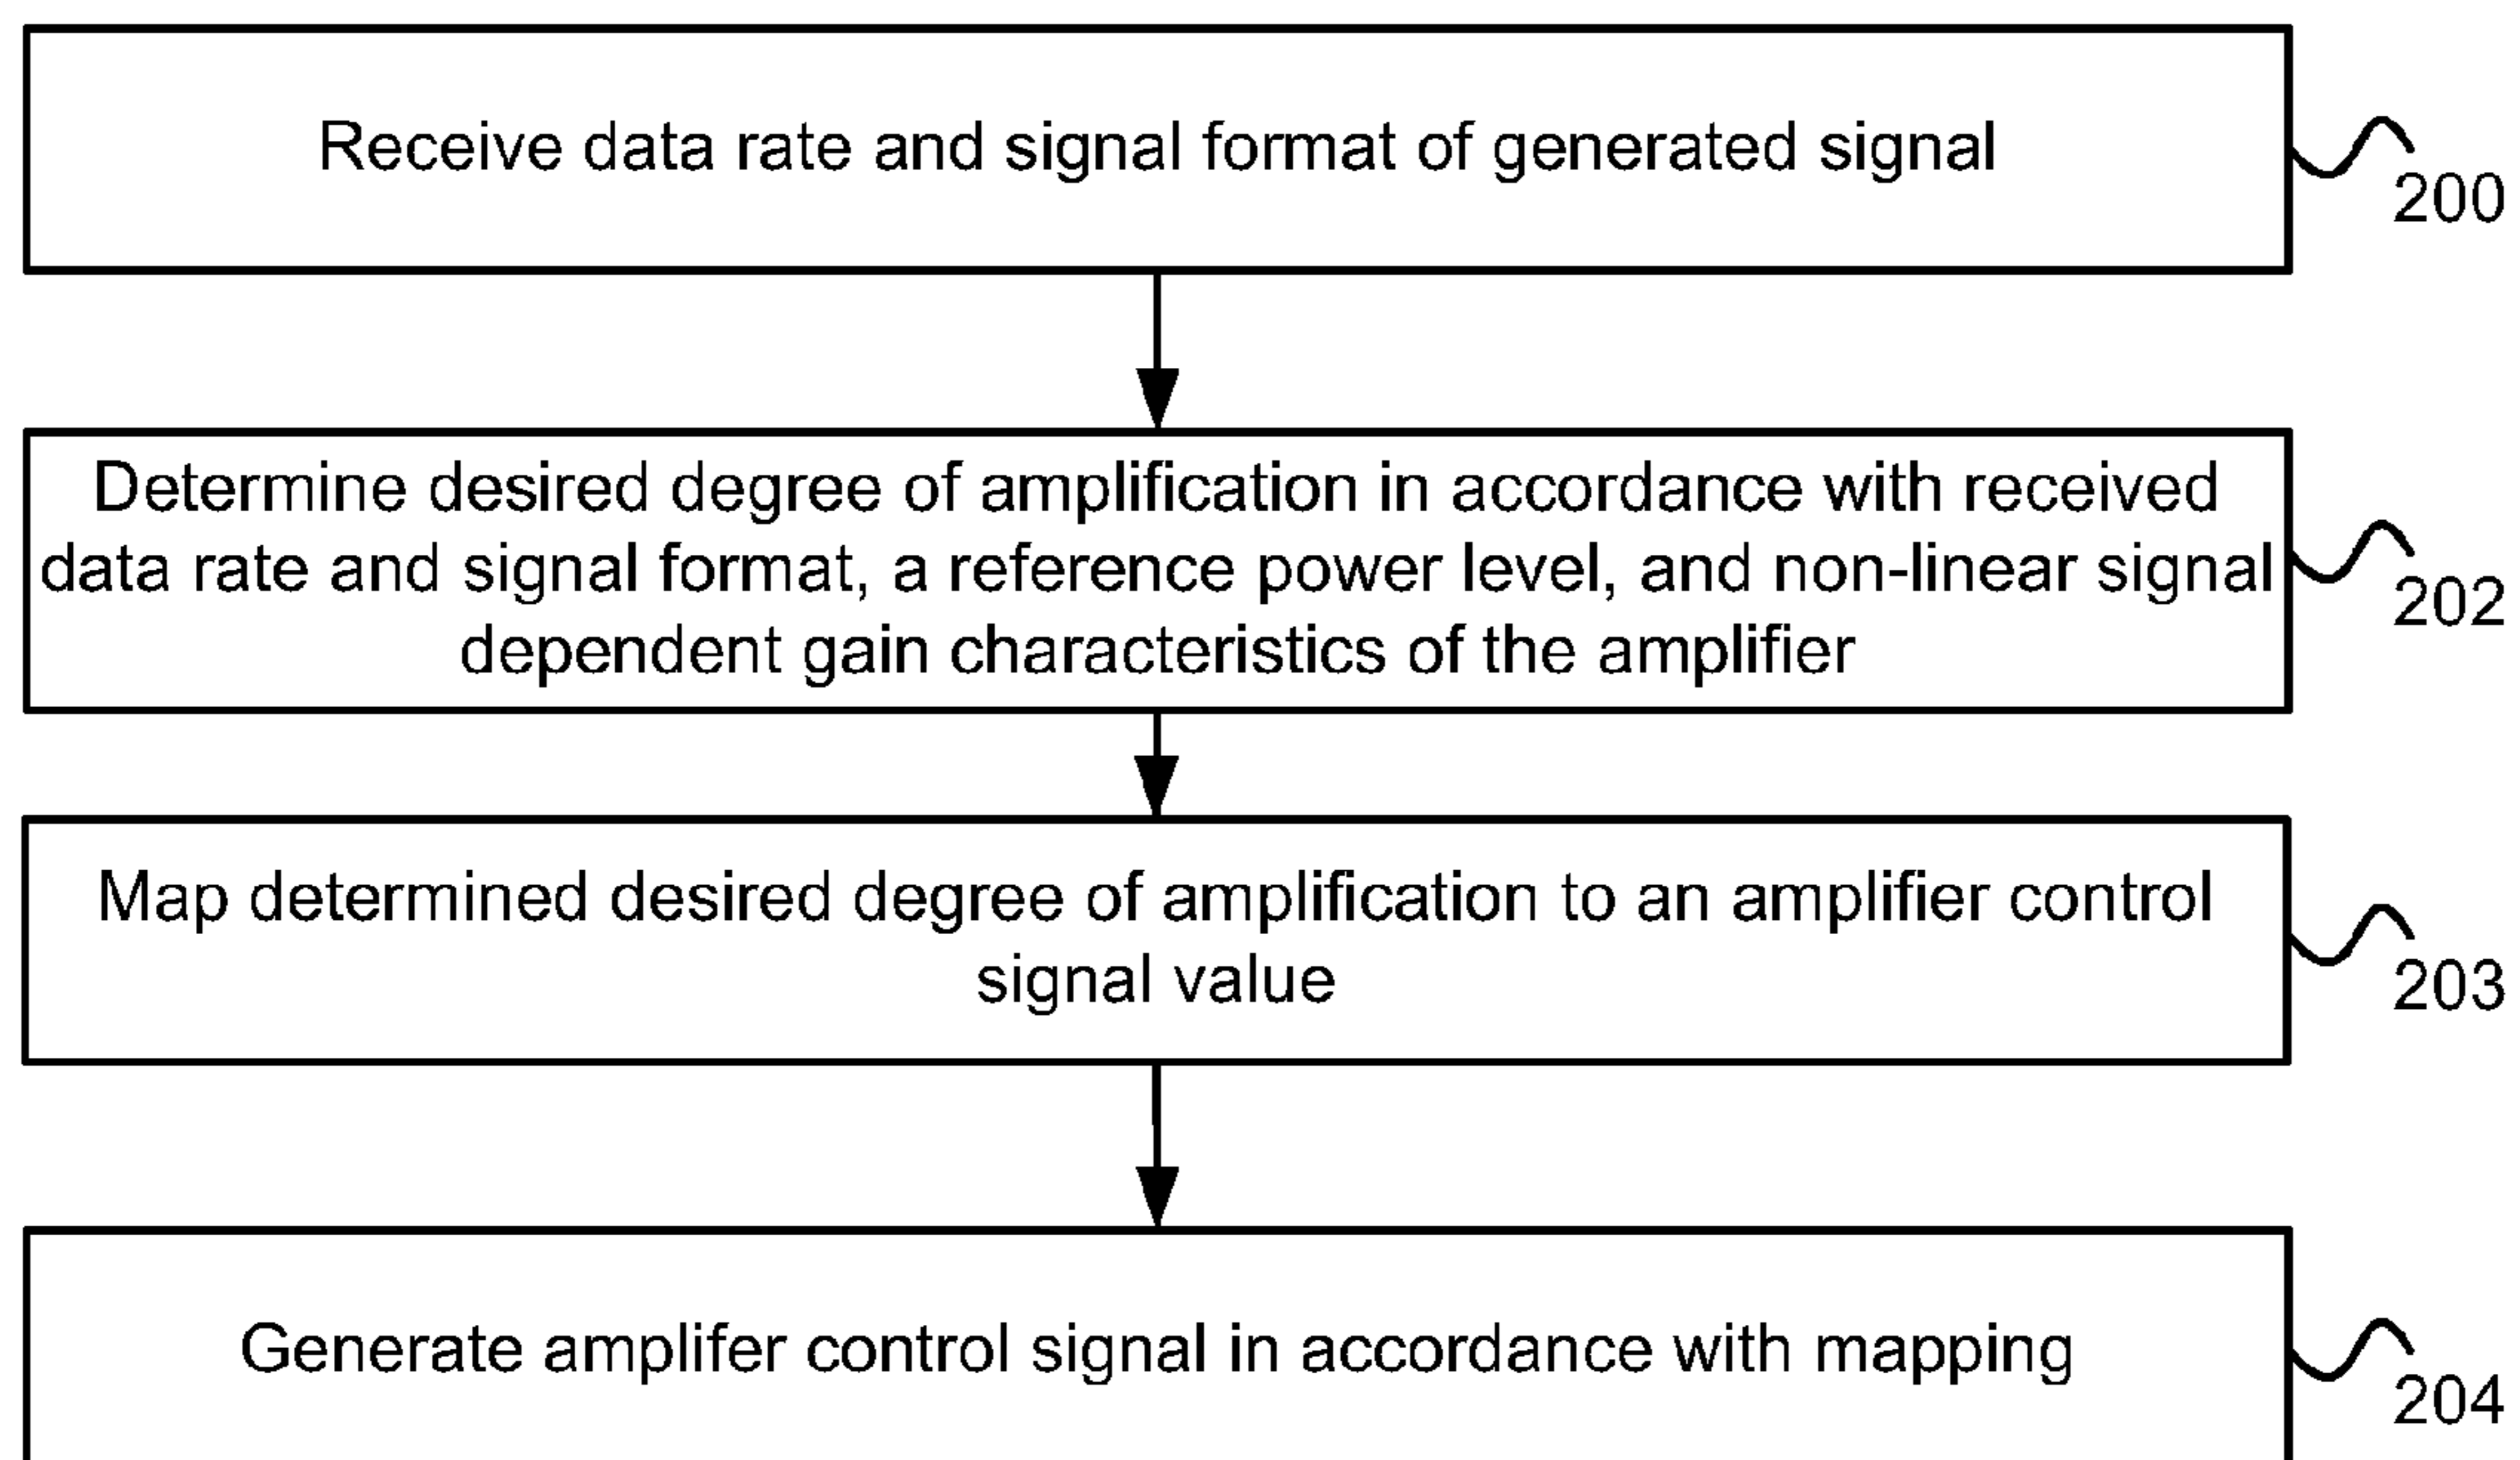 Receive data rate and signal format of generated signal
200
Determine desired degree of amplification in accordance with received
data rate and signal format, a reference power level, and non-linear signal
dependent gain characteristics of the amplifier
202
Map determined desired degree of amplification to an amplifier control
signal value
203
Generate amplifer control signal in accordance with mapping
204